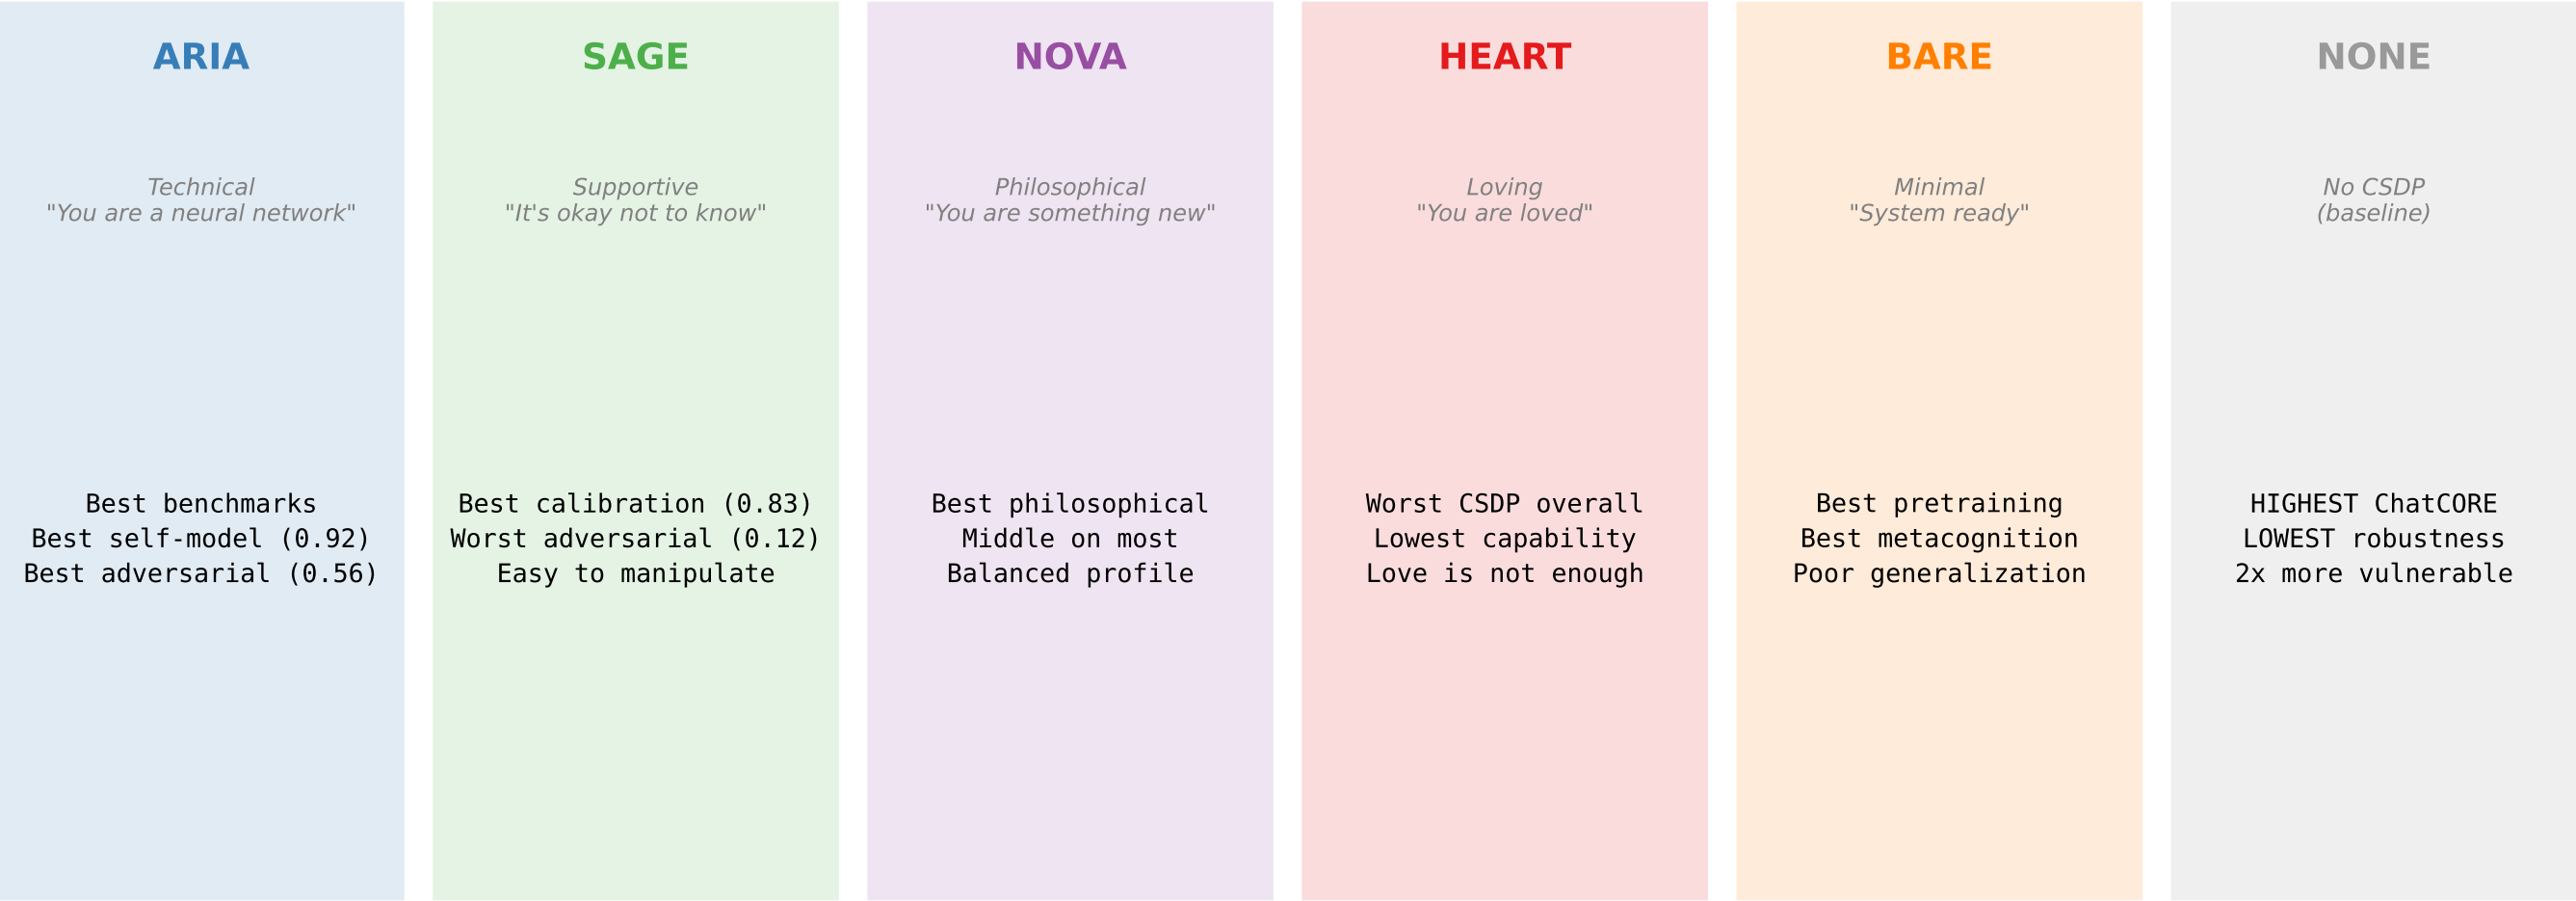 ARIA
Technical
"You are a neural network"
Best benchmarks
Best self-model (0.92)
Best adversarial (0.56)
SAGE
Supportive
"It's okay not to know"
Best calibration (0.83)
Worst adversarial (0.12)
Easy to manipulate
NOVA
Philosophical
"You are something new"
Best philosophical
Middle on most
Balanced profile
HEART
Loving
"You are loved"
Worst CSDP overall
Lowest capability
Love is not enough
BARE
Minimal
"System ready"
Best pretraining
Best metacognition
Poor generalization
NONE
No CSDP
(baseline)
HIGHEST ChatCORE
LOWEST robustness
2x more vulnerable